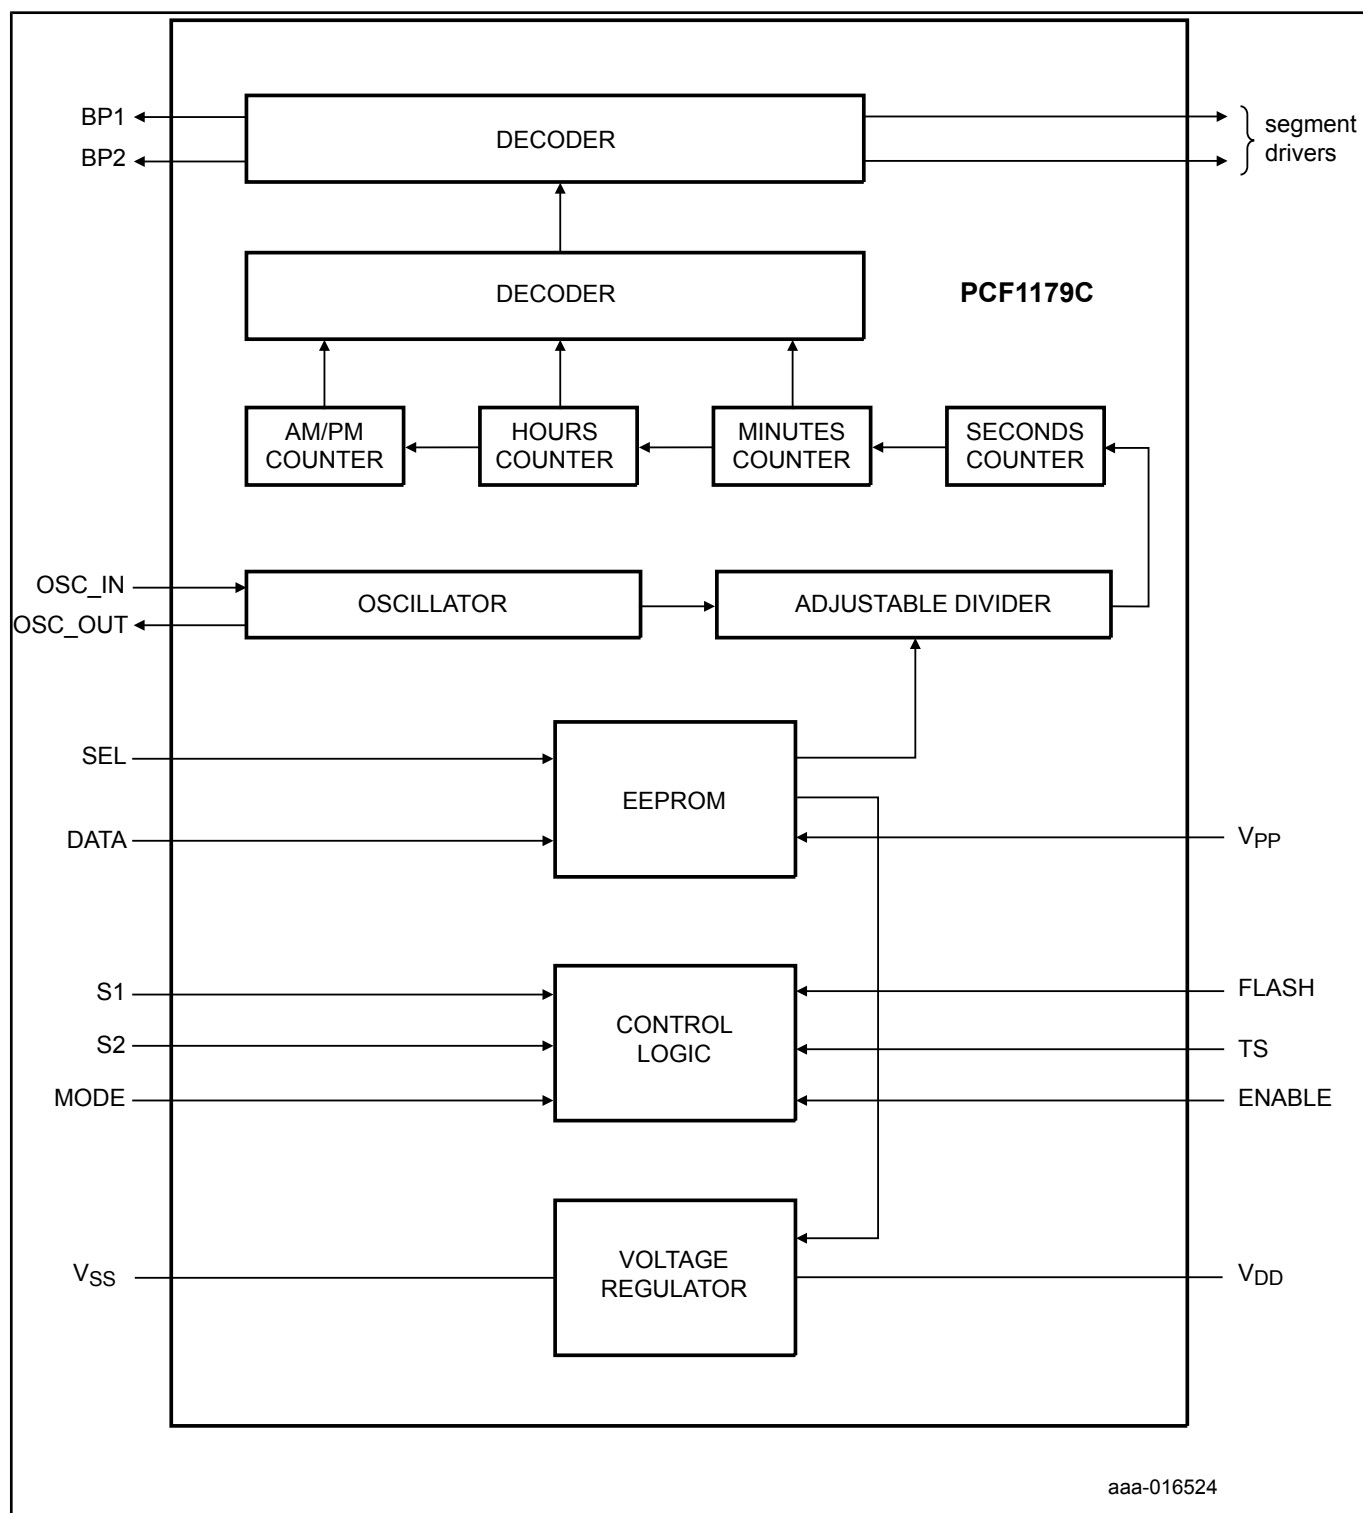 BP1
DECODER
segment
drivers
BP2
DECODER
PCF1179C
AM/PM
COUNTER
HOURS
COUNTER
MINUTES
COUNTER
SECONDS
COUNTER
OSC_IN
OSCILLATOR
ADJUSTABLE DIVIDER
OSC_OUT
SEL
EEPROM
DATA
VPP
S1
FLASH
CONTROL
LOGIC
S2
TS
MODE
ENABLE
VOLTAGE
REGULATOR
VSS
VDD
aaa-016524